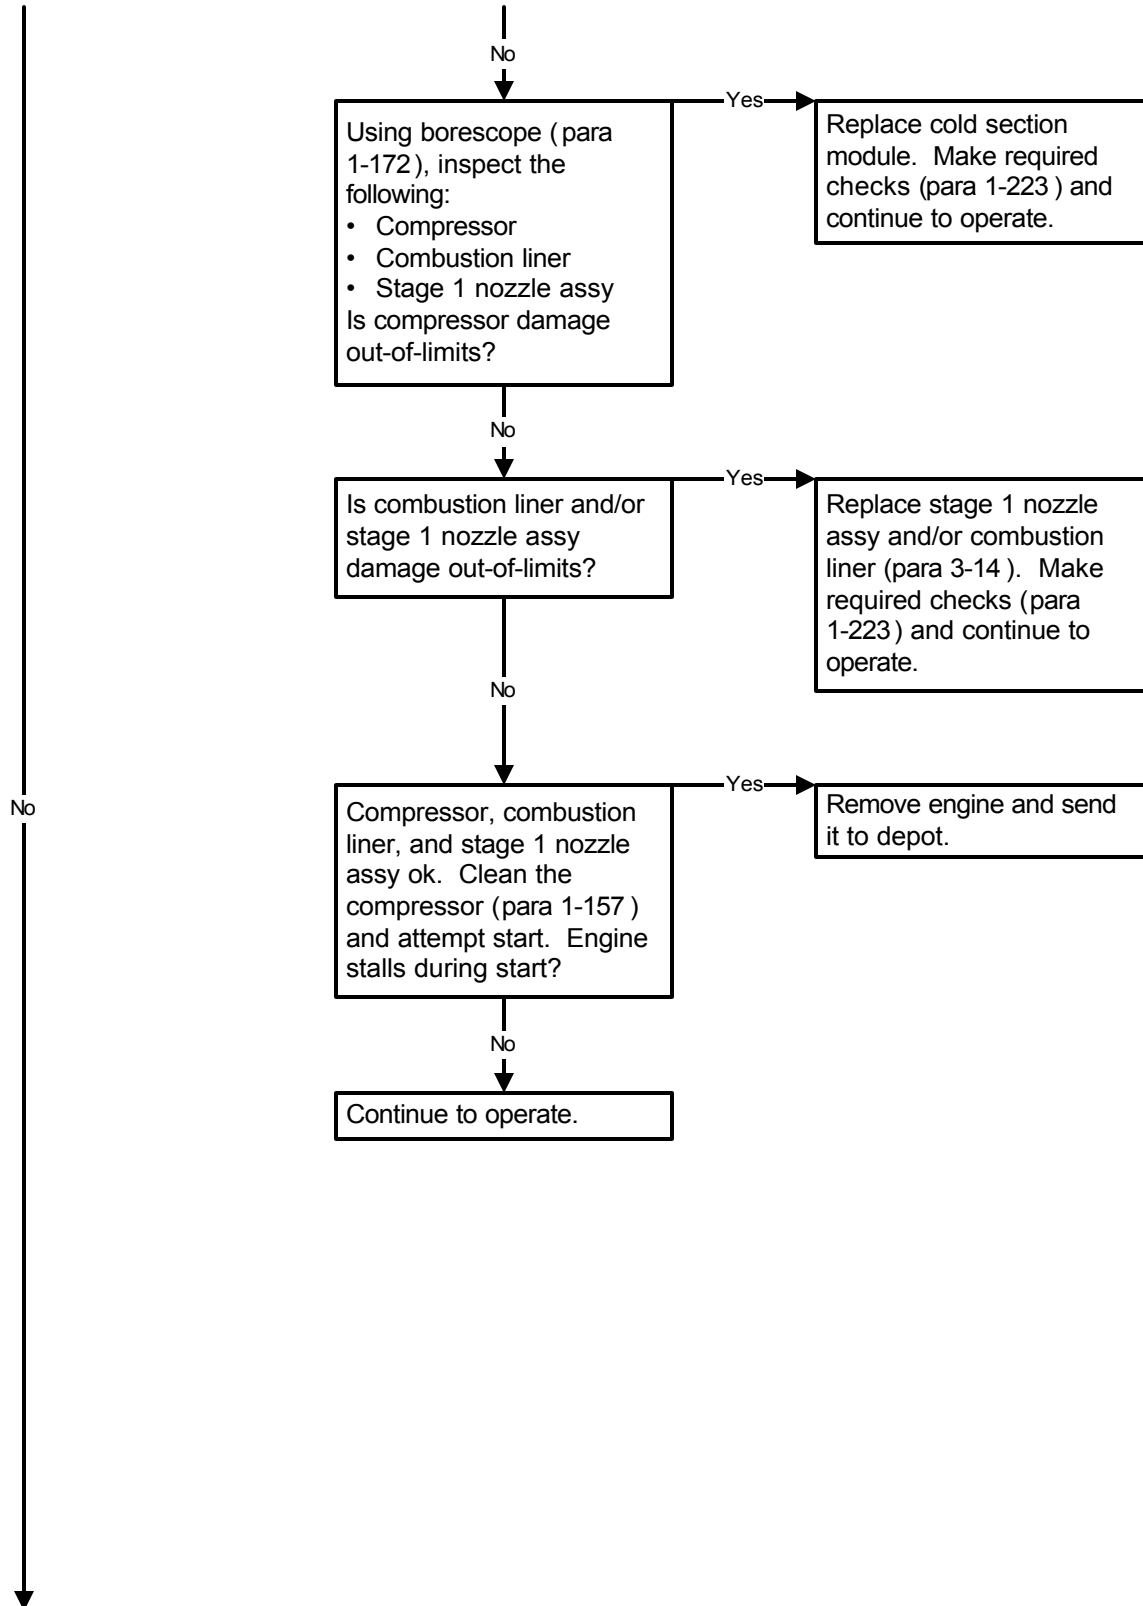 No
Using borescope (para
1-172), inspect the
following:
• Compressor
• Combustion liner
• Stage 1 nozzle assy
Is compressor damage
out-of-limits?
Yes
Replace cold section
module. Make required
checks (para 1-223) and
continue to operate.
No
Is combustion liner and/or
stage 1 nozzle assy
damage out-of-limits?
Yes
Replace stage 1 nozzle
assy and/or combustion
liner (para 3-14). Make
required checks (para
1-223) and continue to
operate.
No
Compressor, combustion
liner, and stage 1 nozzle
assy ok. Clean the
compressor (para 1-157)
and attempt start. Engine
stalls during start?
Yes
Remove engine and send
it to depot.
No
No
Continue to operate.